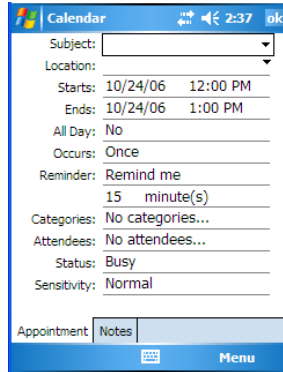 Calendar 2:37 ok
Subject:
Location:
Starts: 10/24/06 12:00 PM
Ends: 10/24/06 1:00 PM
All Day: No
Occurs: Once
Reminder: Remind me
15 minute(s)
Categories: No categories...
Attendees: No attendees...
Status: Busy
Sensitivity: Normal
Appointment Notes
Menu